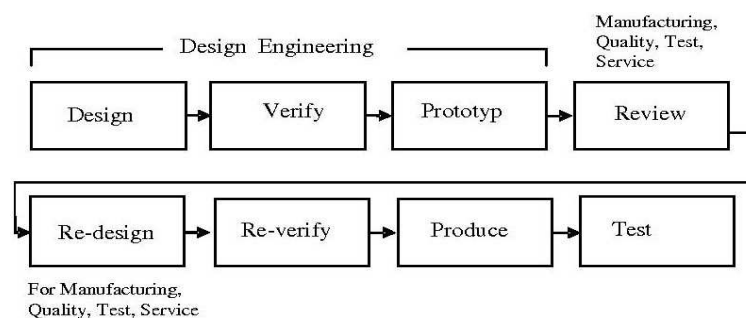 Design Engineering
Manufacturing,
Quality, Test,
Service
Design
Verify
Prototyp
Review
Re-design
Re-verify
Produce
Test
For Manufacturing,
Quality, Test, Service